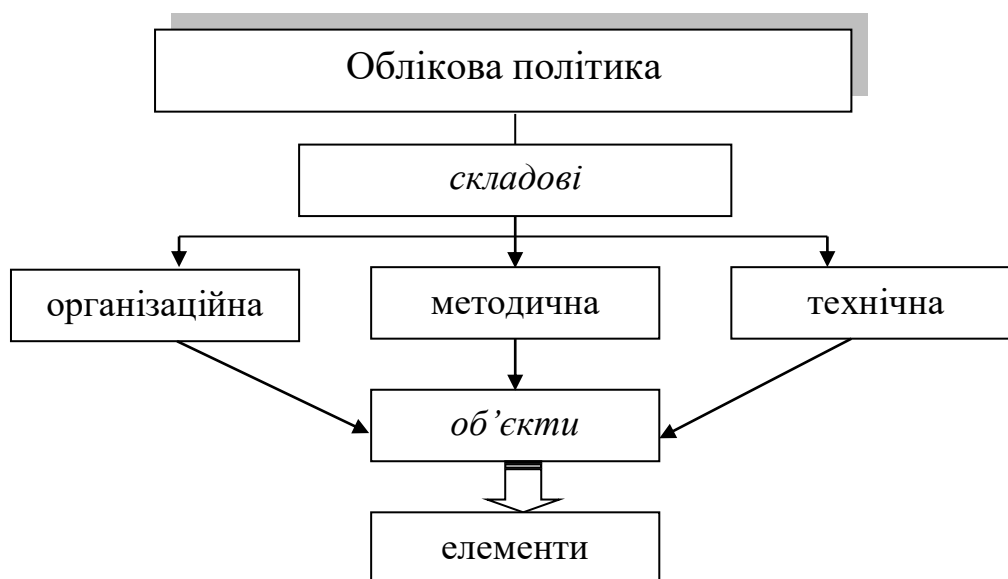 Облікова політика
складові
організаційна
методична
технічна
об’єкти
елементи